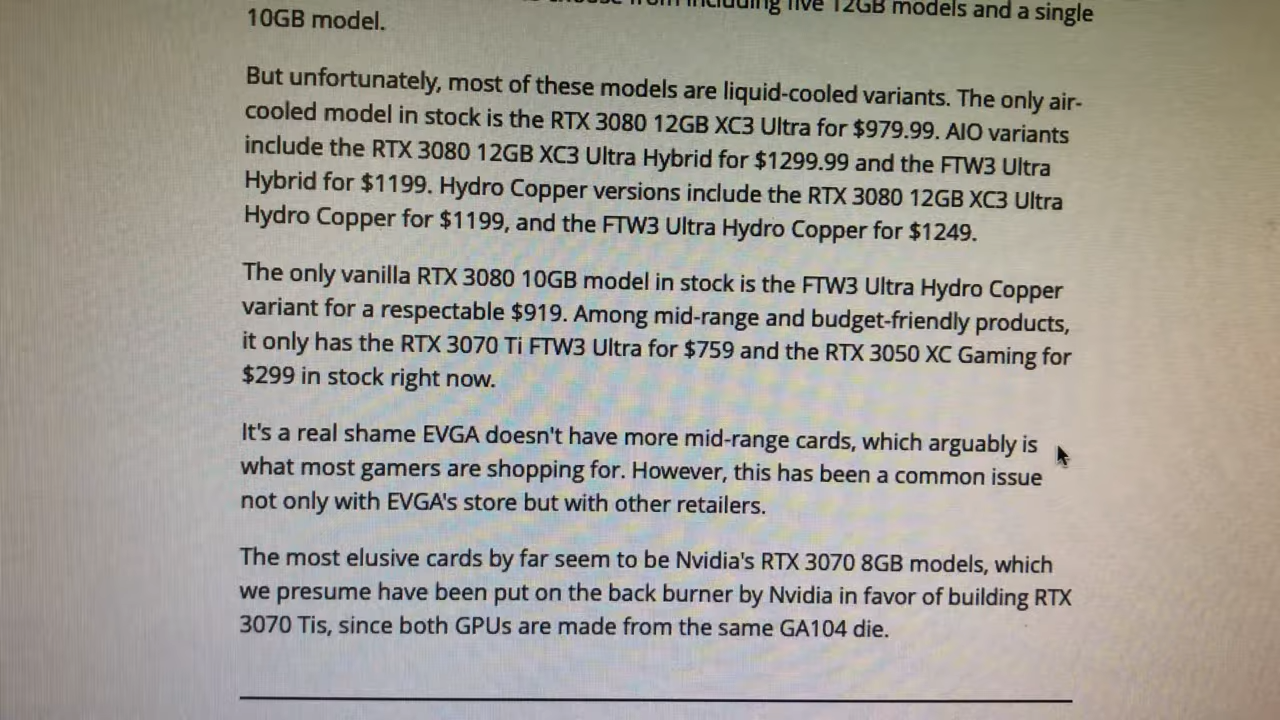 from including five 12GB models and a single
10GB model.
But unfortunately, most of these models are liquid-cooled variants. The only air-
cooled model in stock is the RTX 3080 12GB XC3 Ultra for $979.99. AIO variants
include the RTX 3080 12GB XC3 Ultra Hybrid for $1299.99 and the FTW3 Ultra
Hybrid for $1199. Hydro Copper versions include the RTX 3080 12GB XC3 Ultra
Hydro Copper for $1199, and the FTW3 Ultra Hydro Copper for $1249.
The only vanilla RTX 3080 10GB model in stock is the FTW3 Ultra Hydro Copper
variant for a respectable $919. Among mid-range and budget-friendly products,
it only has the RTX 3070 Ti FTW3 Ultra for $759 and the RTX 3050 XC Gaming for
$299 in stock right now.
It's a real shame EVGA doesn't have more mid-range cards, which arguably is
what most gamers are shopping for. However, this has been a common issue
not only with EVGA's store but with other retailers.
The most elusive cards by far seem to be Nvidia's RTX 3070 8GB models, which
we presume have been put on the back burner by Nvidia in favor of building RTX
3070 Tis, since both GPUs are made from the same GA104 die.